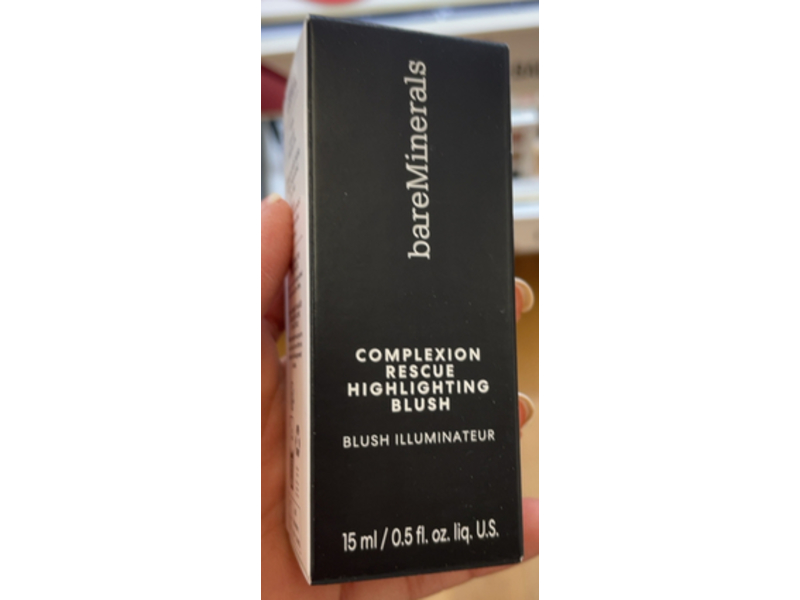 bareMinerals
COMPLEXION
RESCUE
HIGHLIGHTING
BLUSH
BLUSH ILLUMINATEUR
15 ml / 0.5 fl. oz. liq. U.S.